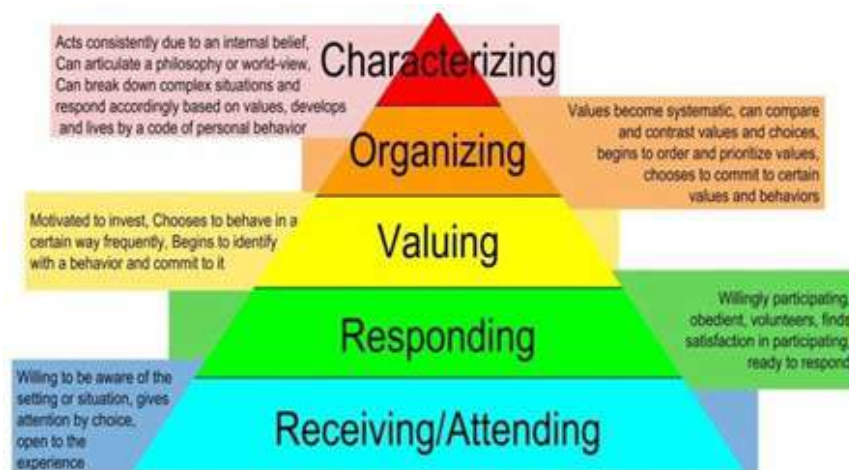 Acts consistently due to an internal belief,
Can articulate a philosophy or world-view,
Can break down complex situations and
respond accordingly based on values, develops
and lives by a code of personal behavior
Characterizing
Values become systematic, can compare
and contrast values and choices,
begins to order and prioritize values,
chooses to commit to certain
values and behaviors
Organizing
Motivated to invest, Chooses to behave in a
certain way frequently, Begins to identify
with a behavior and commit to it
Valuing
Willingly participating,
obedient, volunteers, finds
satisfaction in participating,
ready to respond
Responding
Willing to be aware of the
setting or situation, gives
attention by choice,
open to the
experience
Receiving/Attending